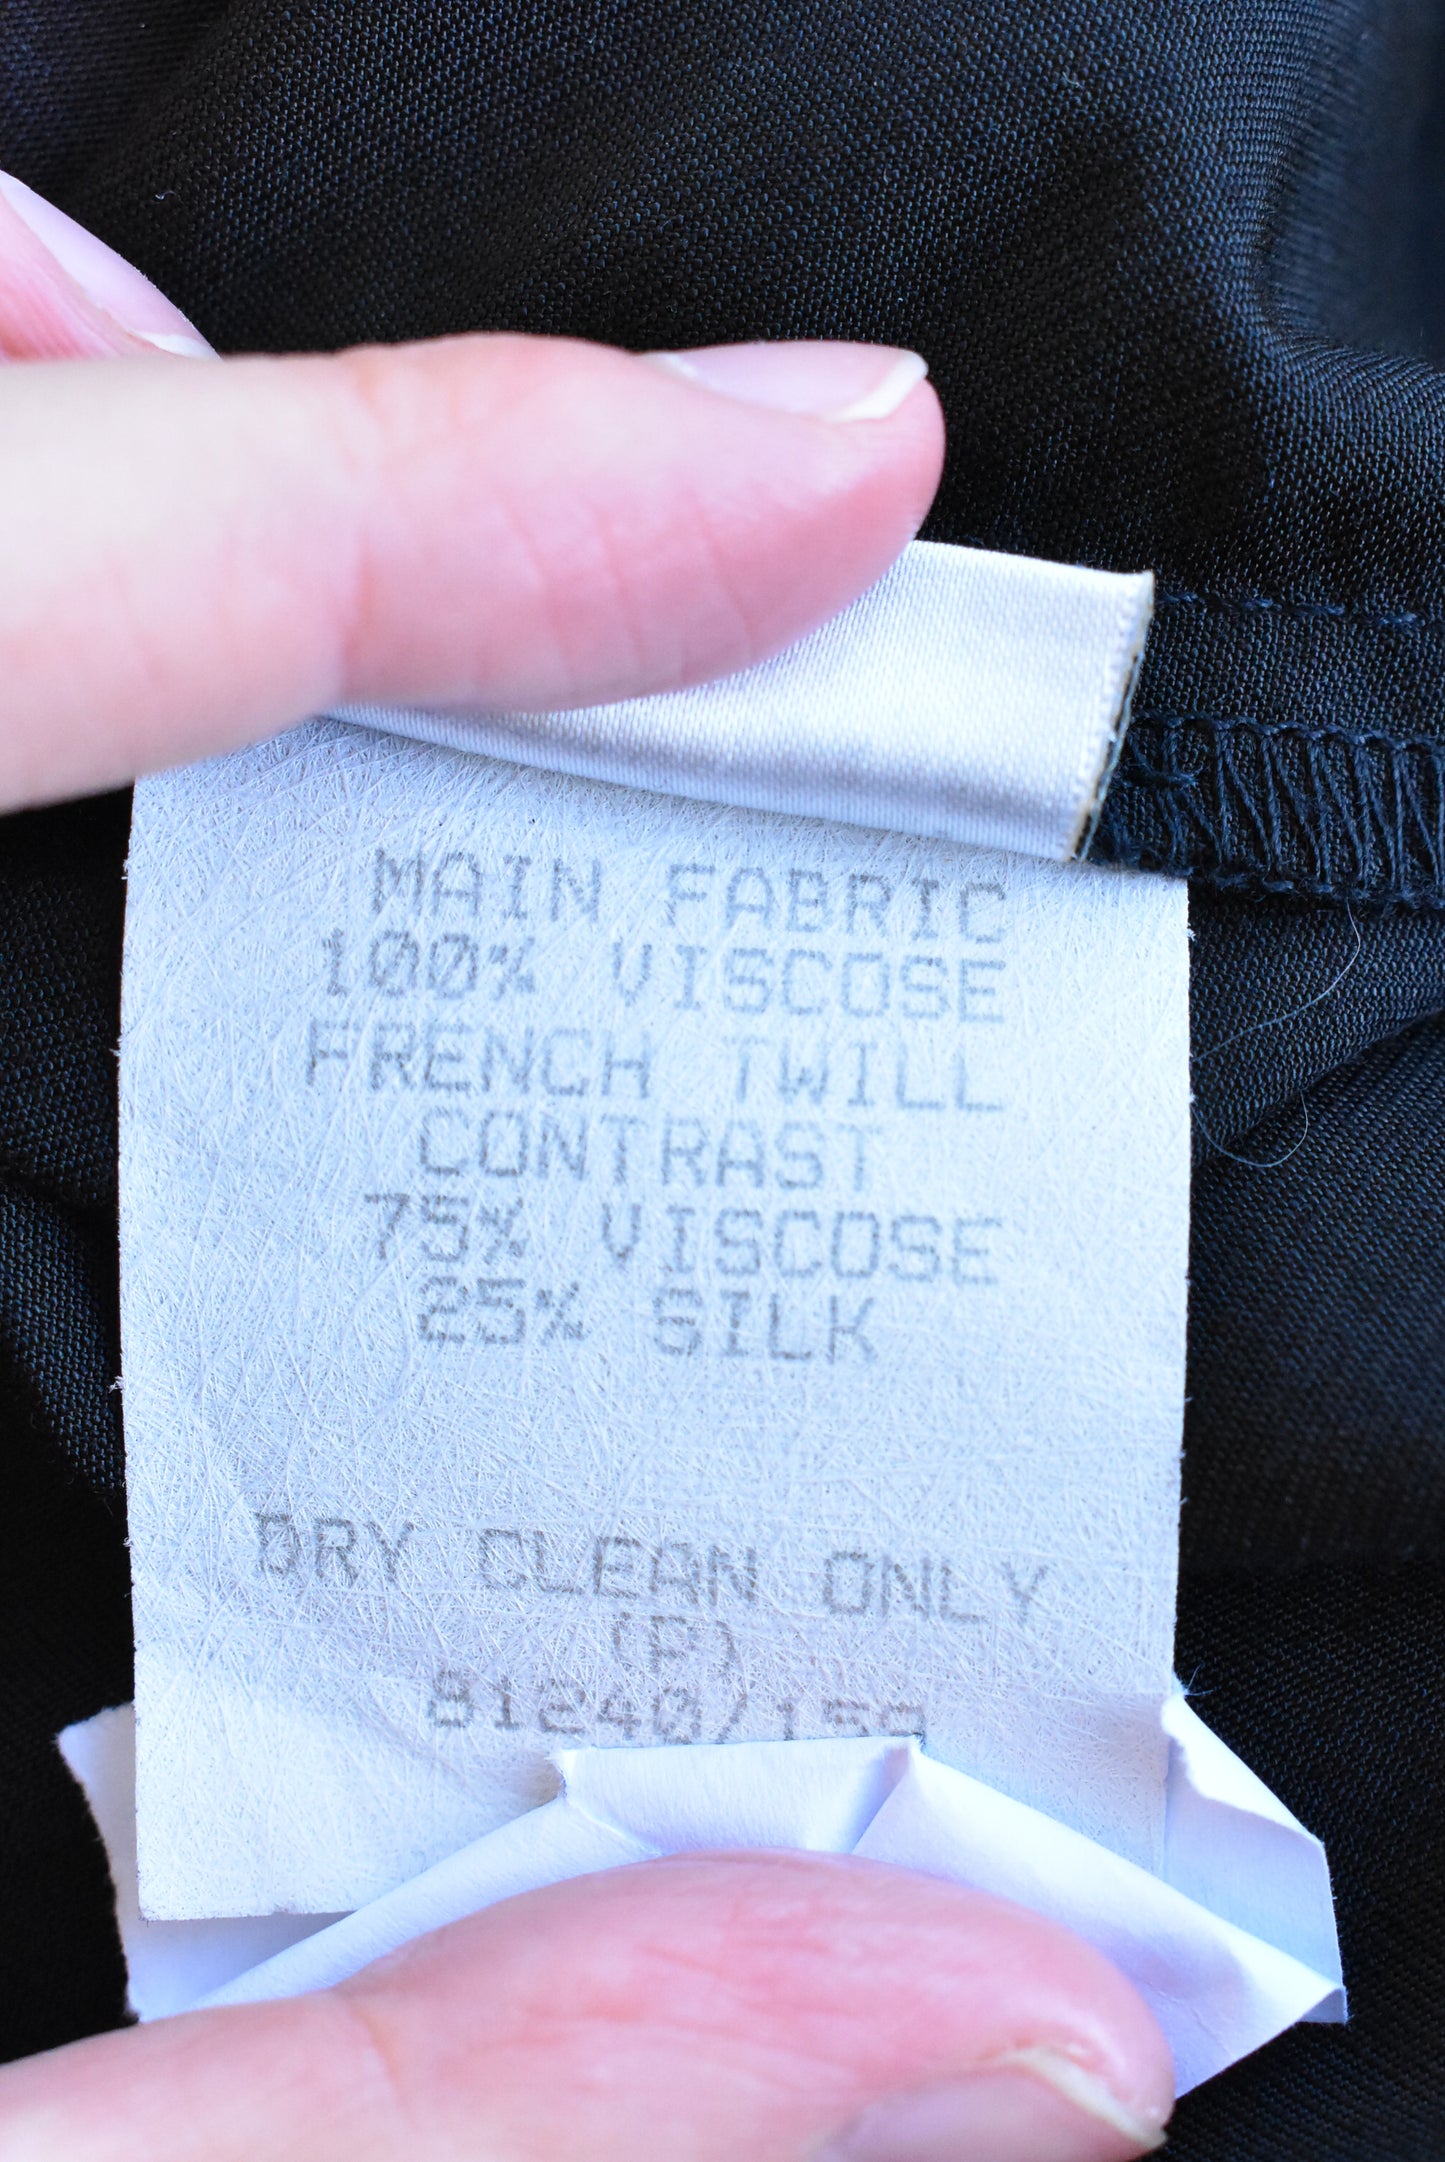 MAIN FABRIC
100% VISCOSE
FRENCH TWILL
CONTRAST
75% VISCOSE
25% SILK
DRY CLEAN ONLY
(P)